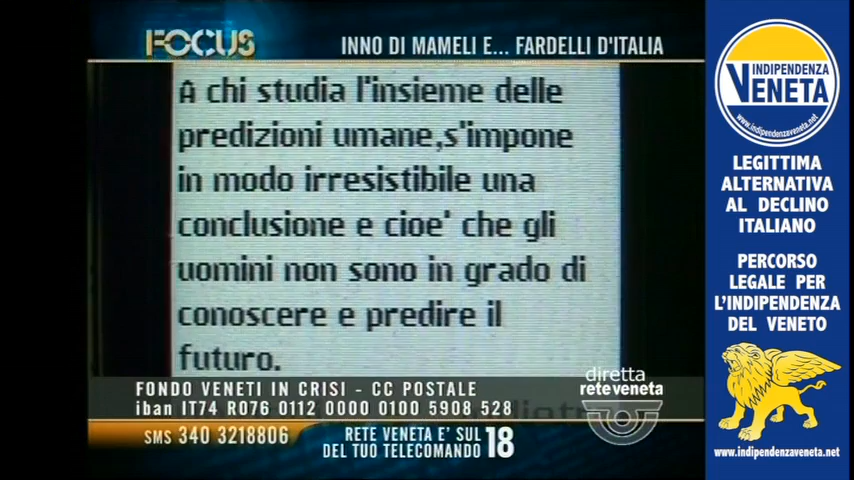 FOCUS
INNO DI MAMELI E... FARDELLI D'ITALIA
A chi studia l'insieme delle
predizioni umane,s'impone
in modo irresistibile una
conclusione e cioe' che gli
uomini non sono in grado di
conoscere e predire il
futuro.
diretta
reteveneta
FONDO VENETI IN CRISI - CC POSTALE
iban IT74 R076 0112 0000 0100 5908 528
SMS 340 3218806
RETE VENETA E' SUL
DEL TUO TELECOMANDO 18
INDIPENDENZA
VENETA
www.indipendenzaveneta.net
LEGITTIMA
ALTERNATIVA
AL DECLINO
ITALIANO
PERCORSO
LEGALE PER
L'INDIPENDENZA
DEL VENETO
www.indipendenzaveneta.net